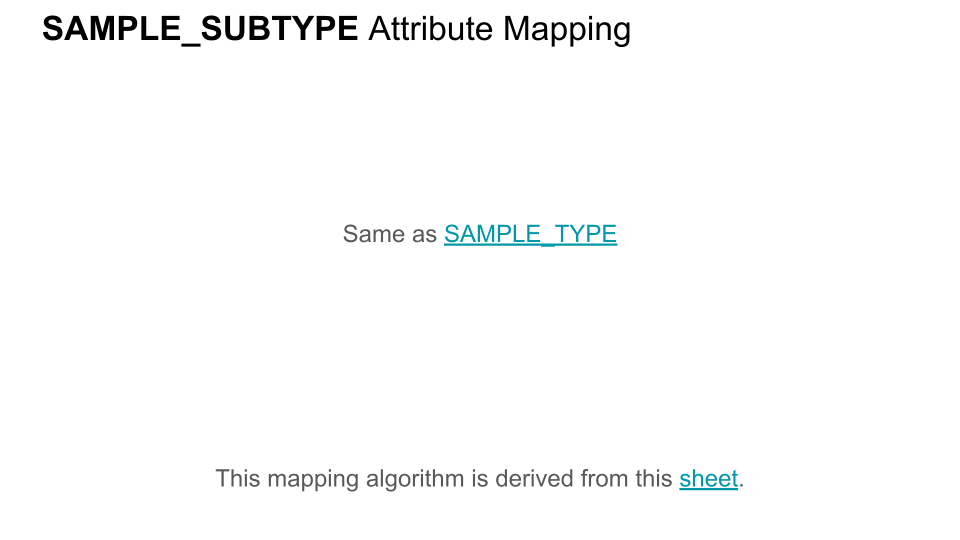 SAMPLE_SUBTYPE Attribute Mapping
Same as SAMPLE_TYPE
This mapping algorithm is derived from this sheet.